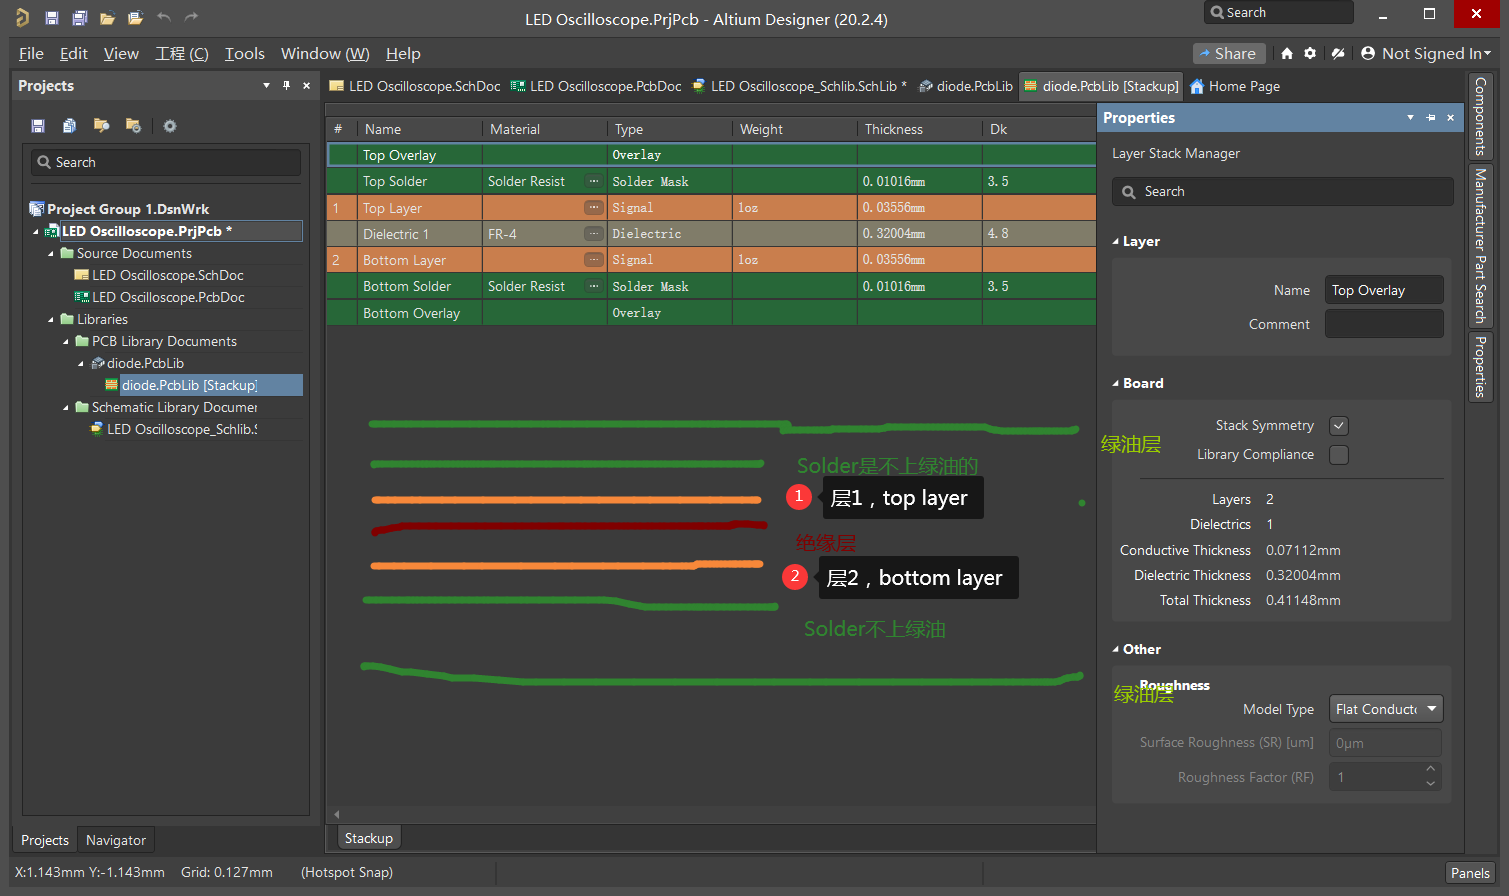 LED Oscilloscope.PrjPcb - Altium Designer (20.2.4)
Search
File Edit View 工程 (C) Tools Window (W) Help
Share
Not Signed In
Projects
LED Oscilloscope.SchDoc
LED Oscilloscope.PcbDoc
LED Oscilloscope_Schlib.SchLib *
diode.PcbLib
diode.PcbLib [Stackup]
Home Page
Search
Project Group 1.DsnWrk
LED Oscilloscope.PrjPcb *
Source Documents
LED Oscilloscope.SchDoc
LED Oscilloscope.PcbDoc
Libraries
PCB Library Documents
diode.PcbLib
diode.PcbLib [Stackup]
Schematic Library Documer
LED Oscilloscope_Schlib.S
Projects
Navigator
# Name Material Type Weight Thickness Dk
Top Overlay Overlay
Top Solder Solder Resist ... Solder Mask 0.01016mm 3.5
1 Top Layer ... Signal 1oz 0.03556mm
Dielectric 1 FR-4 ... Dielectric 0.32004mm 4.8
2 Bottom Layer ... Signal 1oz 0.03556mm
Bottom Solder Solder Resist ... Solder Mask 0.01016mm 3.5
Bottom Overlay Overlay
绿油层
Solder是不上绿油的
1 层1，top layer
绝缘层
2 层2，bottom layer
Solder不上绿油
绿油层
Stackup
Properties
Layer Stack Manager
Search
Layer
Name Top Overlay
Comment
Board
Stack Symmetry
Library Compliance
Layers 2
Dielectrics 1
Conductive Thickness 0.07112mm
Dielectric Thickness 0.32004mm
Total Thickness 0.41148mm
Other
Roughness
Model Type Flat Conducto
Surface Roughness (SR) [um] 0µm
Roughness Factor (RF) 1
Components
Manufacturer Part Search
Properties
X:1.143mm Y:-1.143mm Grid: 0.127mm (Hotspot Snap)
Panels